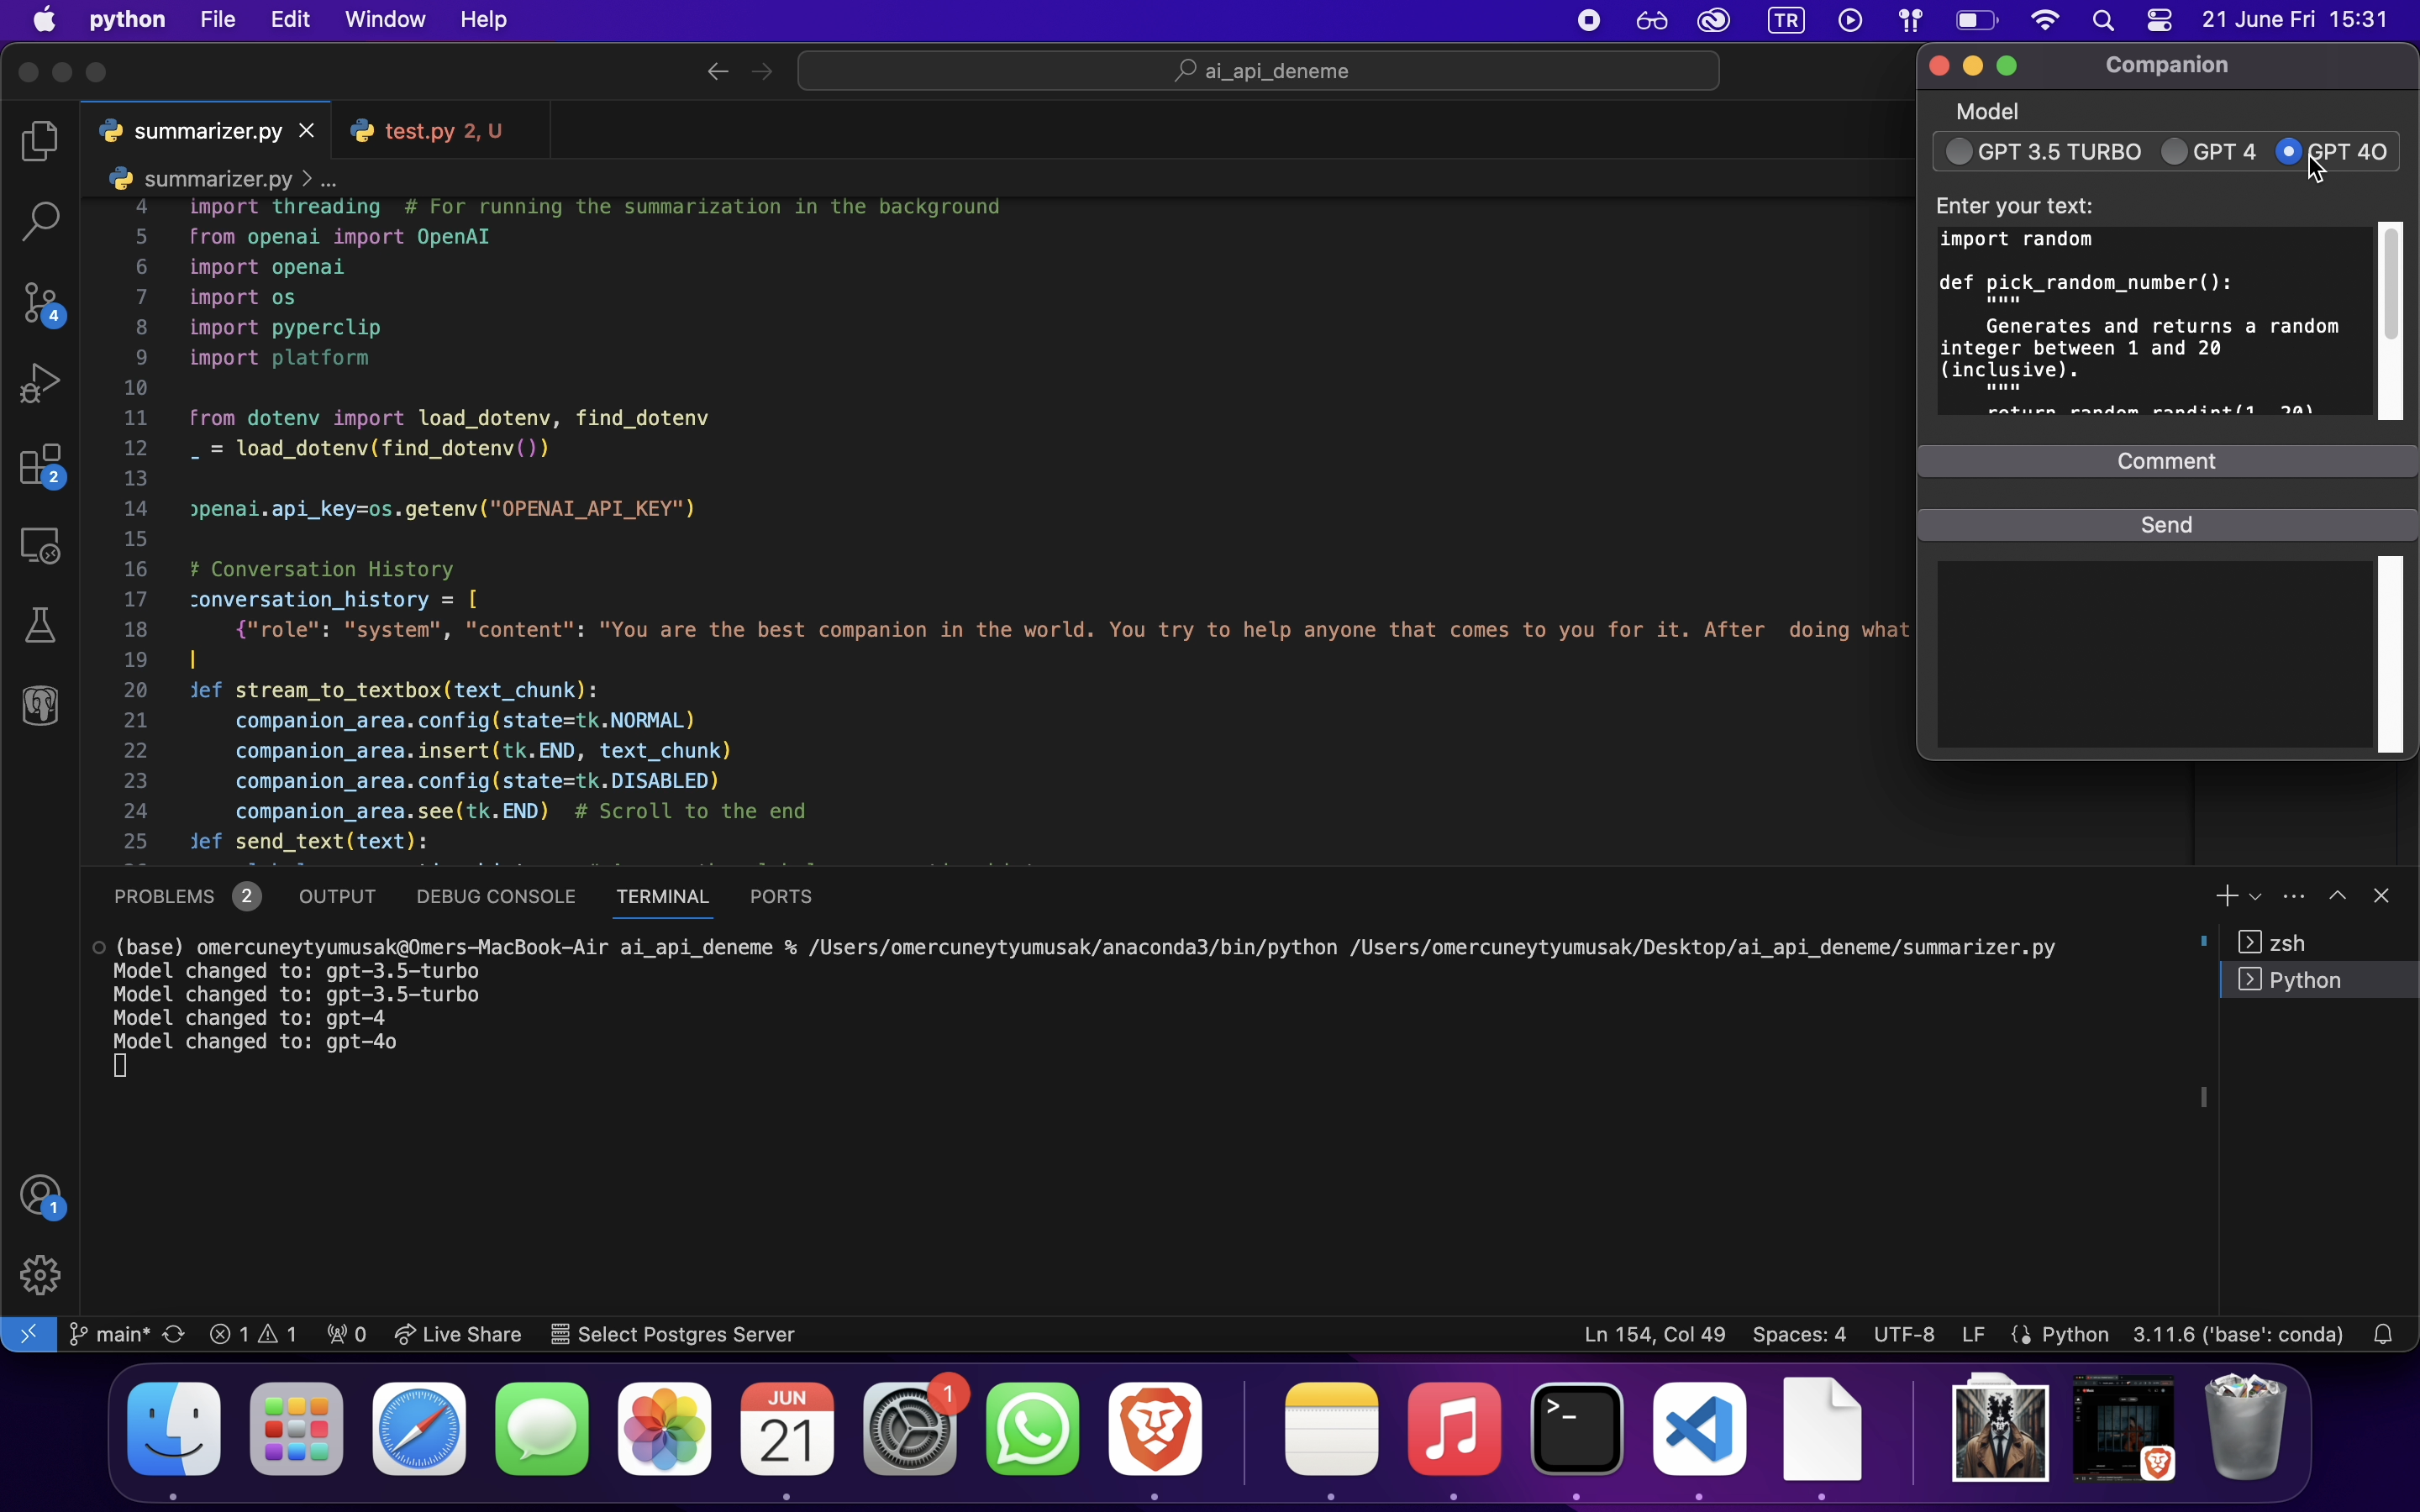 python File Edit Window Help
TR 21 June Fri 15:31
ai_api_deneme
summarizer.py test.py 2, U
summarizer.py > ...
4 import threading # For running the summarization in the background
5 from openai import OpenAI
6 import openai
7 import os
8 import pyperclip
9 import platform
10
11 from dotenv import load_dotenv, find_dotenv
12 _ = load_dotenv(find_dotenv())
13
14 openai.api_key=os.getenv("OPENAI_API_KEY")
15
16 # Conversation History
17 conversation_history = [
18 {"role": "system", "content": "You are the best companion in the world. You try to help anyone that comes to you for it. After doing what
19 ]
20 def stream_to_textbox(text_chunk):
21 companion_area.config(state=tk.NORMAL)
22 companion_area.insert(tk.END, text_chunk)
23 companion_area.config(state=tk.DISABLED)
24 companion_area.see(tk.END) # Scroll to the end
25 def send_text(text):
4
2
Companion
Model
GPT 3.5 TURBO GPT 4 GPT 4O
Enter your text:
import random
def pick_random_number():
"""
Generates and returns a random
integer between 1 and 20
(inclusive).
"""
return random.randint(1, 20)
Comment
Send
PROBLEMS 2 OUTPUT DEBUG CONSOLE TERMINAL PORTS
(base) omercuneytyumusak@Omers-MacBook-Air ai_api_deneme % /Users/omercuneytyumusak/anaconda3/bin/python /Users/omercuneytyumusak/Desktop/ai_api_deneme/summarizer.py
Model changed to: gpt-3.5-turbo
Model changed to: gpt-3.5-turbo
Model changed to: gpt-4
Model changed to: gpt-4o
zsh
Python
1
main* 1 1 0 Live Share Select Postgres Server
Ln 154, Col 49 Spaces: 4 UTF-8 LF Python 3.11.6 ('base': conda)
JUN
21
1
>_